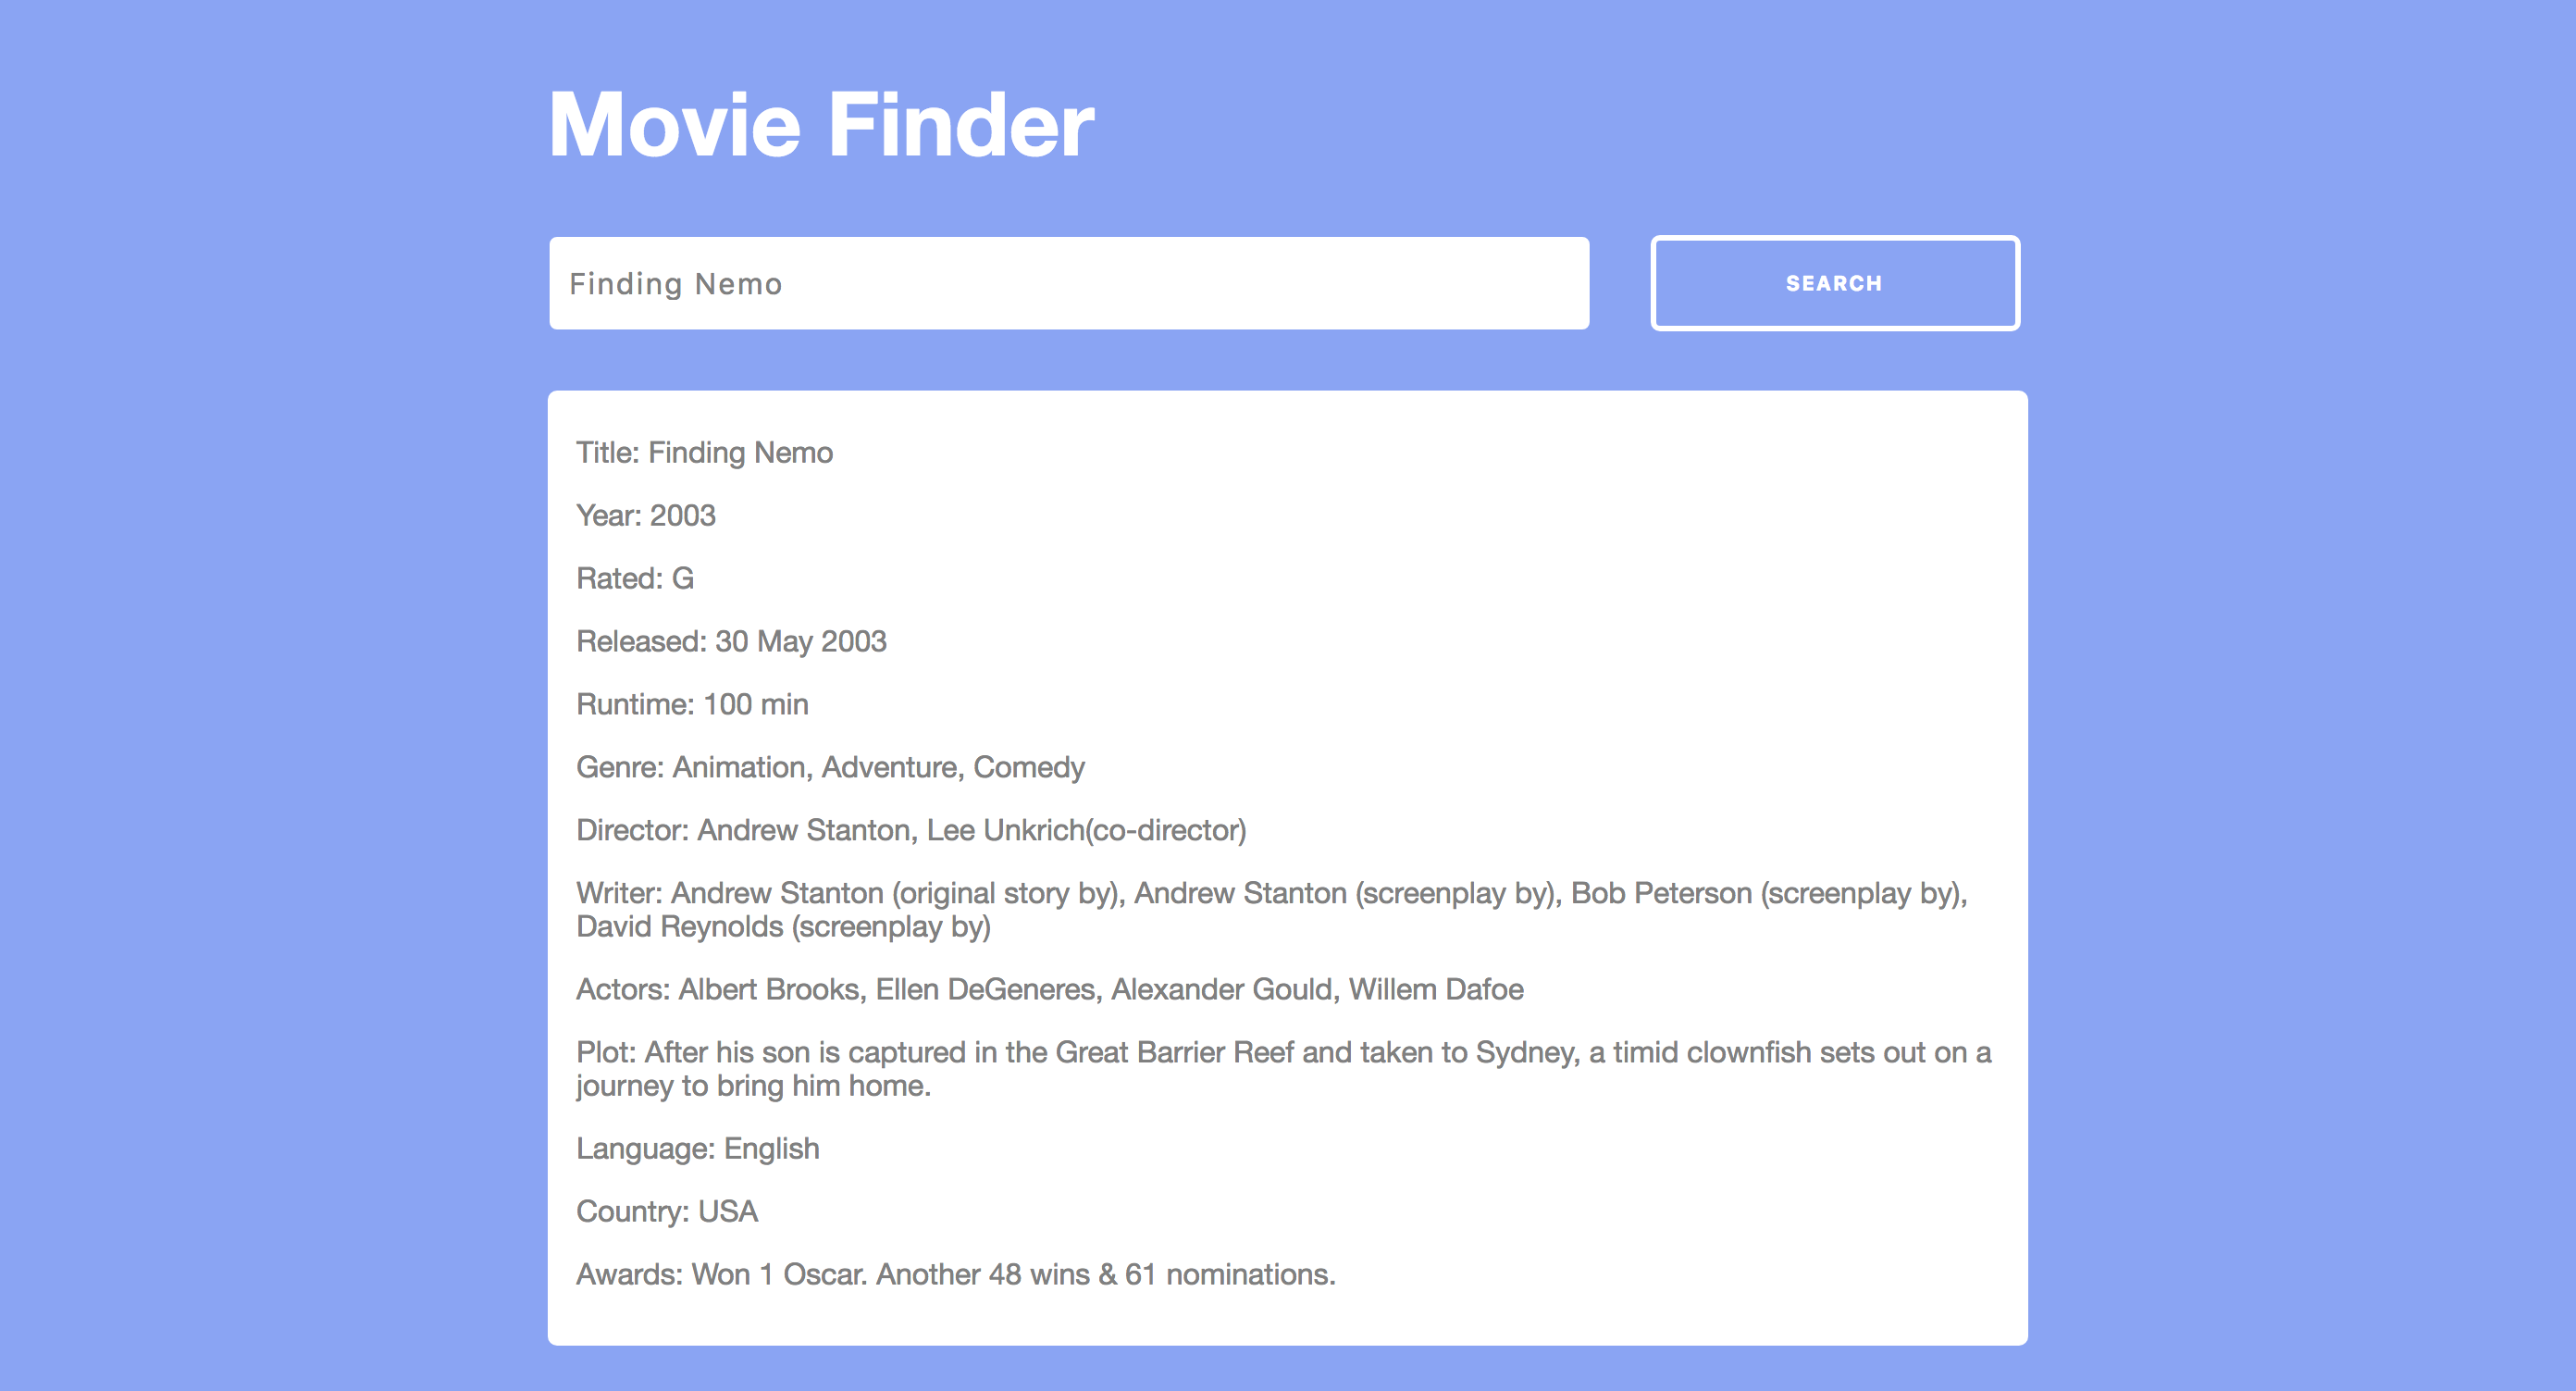 Movie Finder
Finding Nemo
SEARCH
Title: Finding Nemo
Year: 2003
Rated: G
Released: 30 May 2003
Runtime: 100 min
Genre: Animation, Adventure, Comedy
Director: Andrew Stanton, Lee Unkrich(co-director)
Writer: Andrew Stanton (original story by), Andrew Stanton (screenplay by), Bob Peterson (screenplay by),
David Reynolds (screenplay by)
Actors: Albert Brooks, Ellen DeGeneres, Alexander Gould, Willem Dafoe
Plot: After his son is captured in the Great Barrier Reef and taken to Sydney, a timid clownfish sets out on a
journey to bring him home.
Language: English
Country: USA
Awards: Won 1 Oscar. Another 48 wins & 61 nominations.